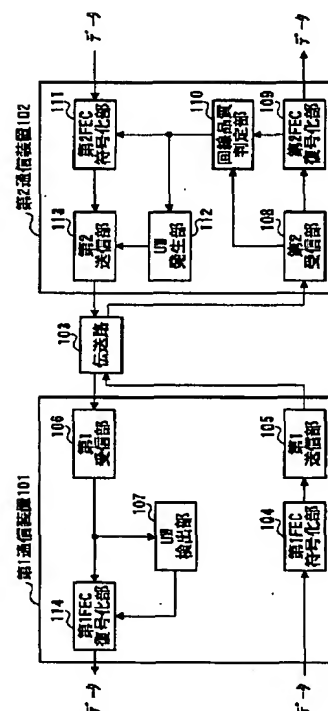 第1通信装置101
データ
114
第1FEC
復号化部
107
UW
検出部
106
第1
受信部
データ
104
第1FEC
符号化部
105
第1
送信部
103
伝送路
第2通信装置102
113
第2
送信部
111
第2FEC
符号化部
データ
112
UW
発生部
110
回線品質
判定部
108
第2
受信部
109
第2FEC
復号化部
データ